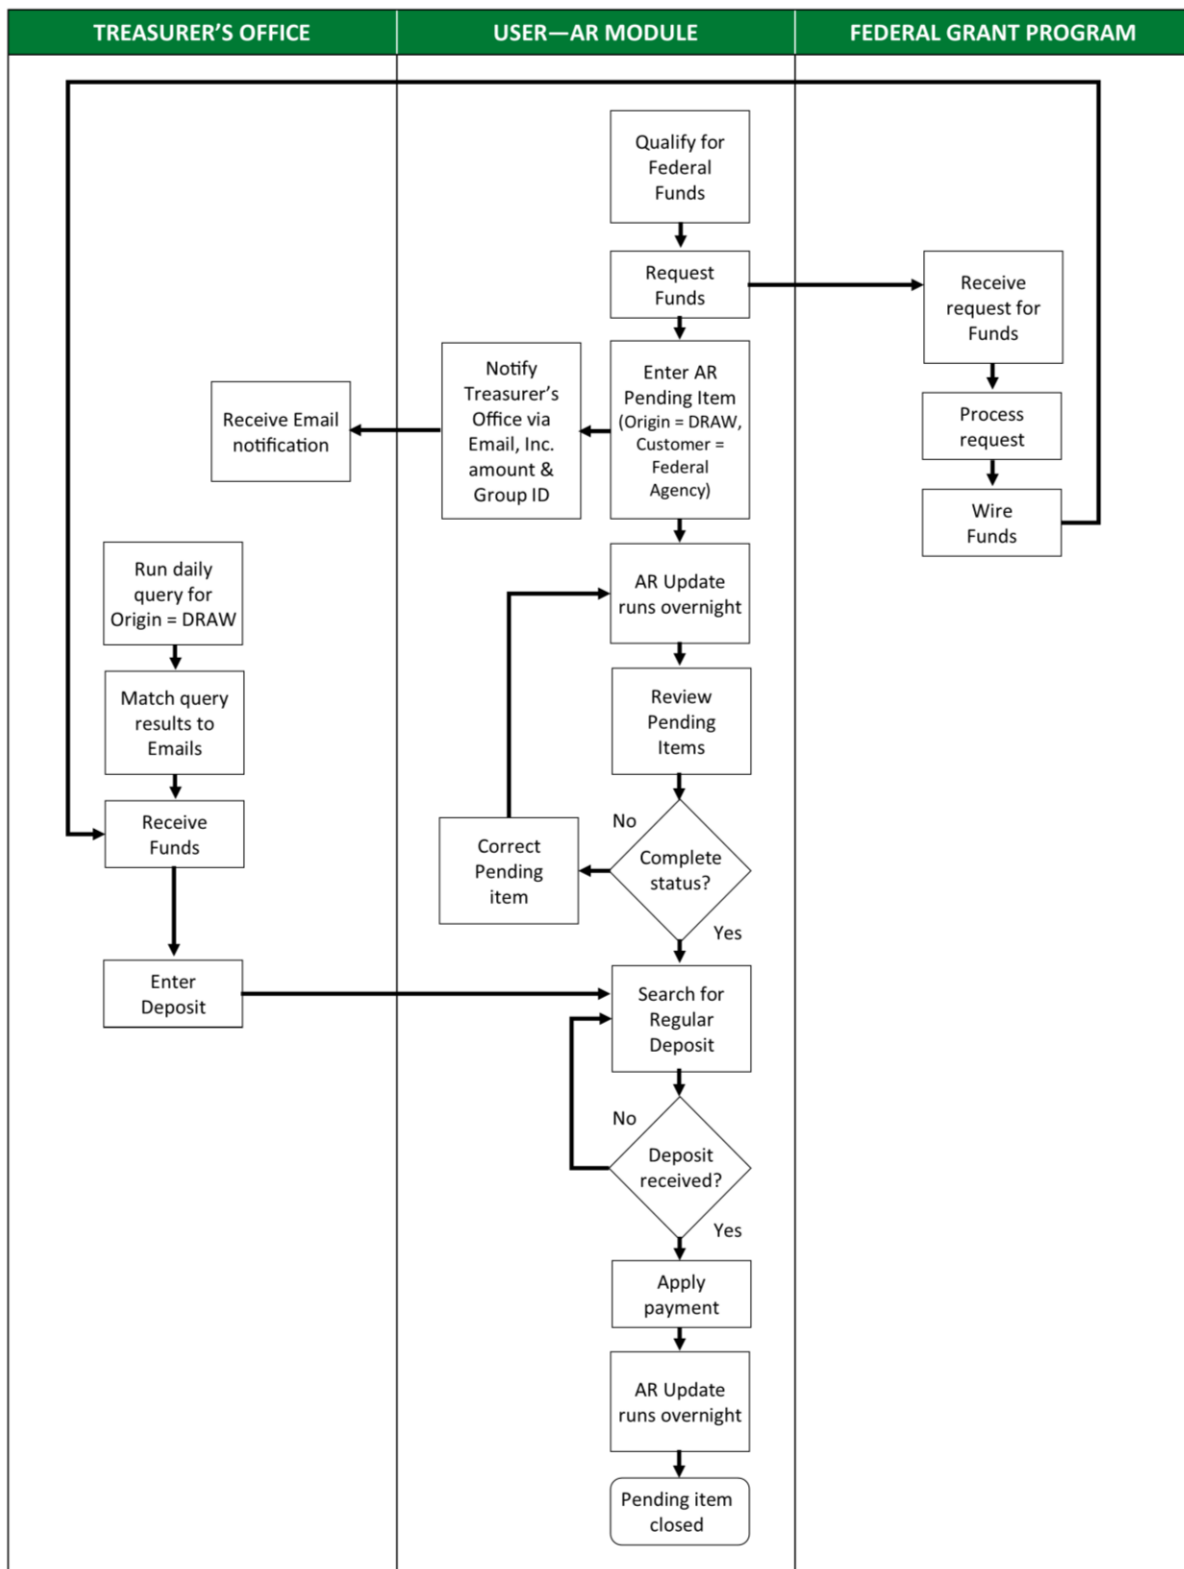 TREASURER'S OFFICE
USER—AR MODULE
FEDERAL GRANT PROGRAM
Qualify for
Federal
Funds
Request
Funds
Receive
request for
Funds
Notify
Treasurer's
Office via
Email, Inc.
amount &
Group ID
Enter AR
Pending Item
(Origin = DRAW,
Customer =
Federal
Agency)
Receive Email
notification
Process
request
Wire
Funds
Run daily
query for
Origin = DRAW
AR Update
runs overnight
Match query
results to
Emails
Review
Pending
Items
Receive
Funds
No
Correct
Pending
item
Complete
status?
Yes
Enter
Deposit
Search for
Regular
Deposit
No
Deposit
received?
Yes
Apply
payment
AR Update
runs overnight
Pending item
closed